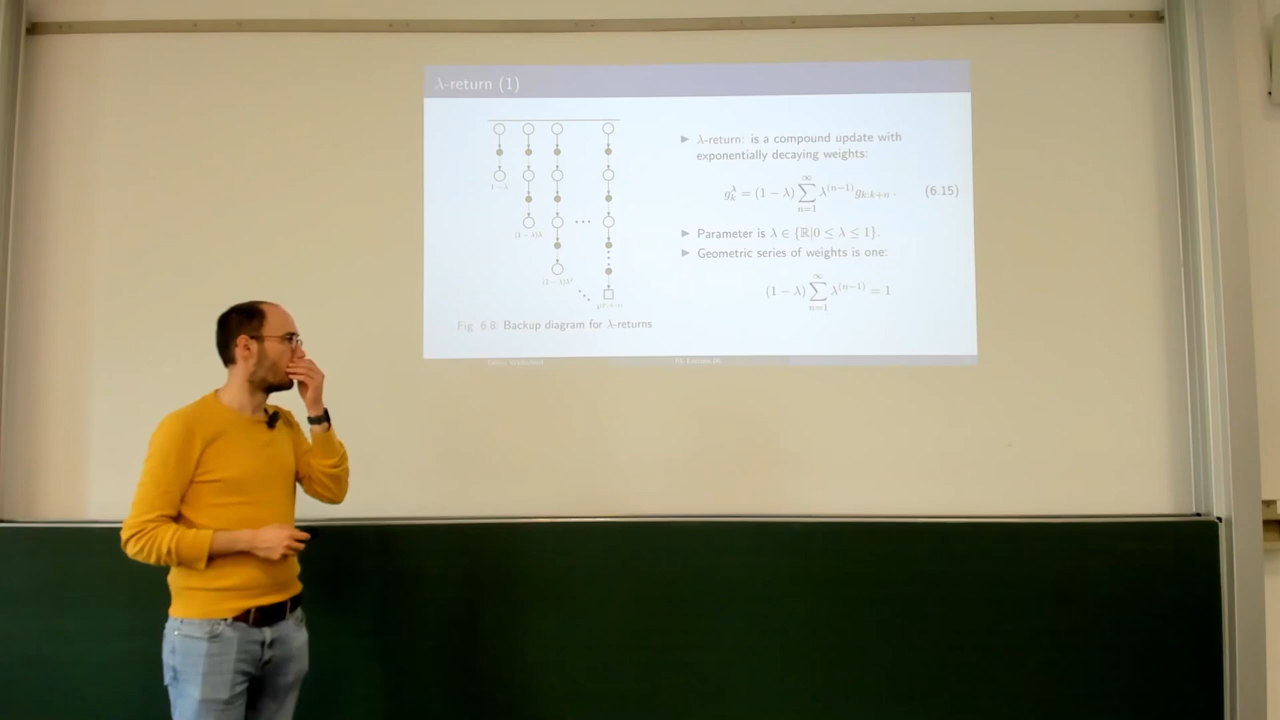 λ-return (1)
1 − λ
(1−λ)λ
(1−λ)λ²
Fig. 6.8: Backup diagram for λ-returns
▶ λ-return: is a compound update with
exponentially decaying weights:
g_k^λ = (1 − λ) ∑_{n=1}^{∞} λ^{(n−1)} g_{k:k+n} . (6.15)
▶ Parameter is λ ∈ {ℝ|0 ≤ λ ≤ 1}.
▶ Geometric series of weights is one:
(1 − λ) ∑_{n=1}^{∞} λ^{(n−1)} = 1